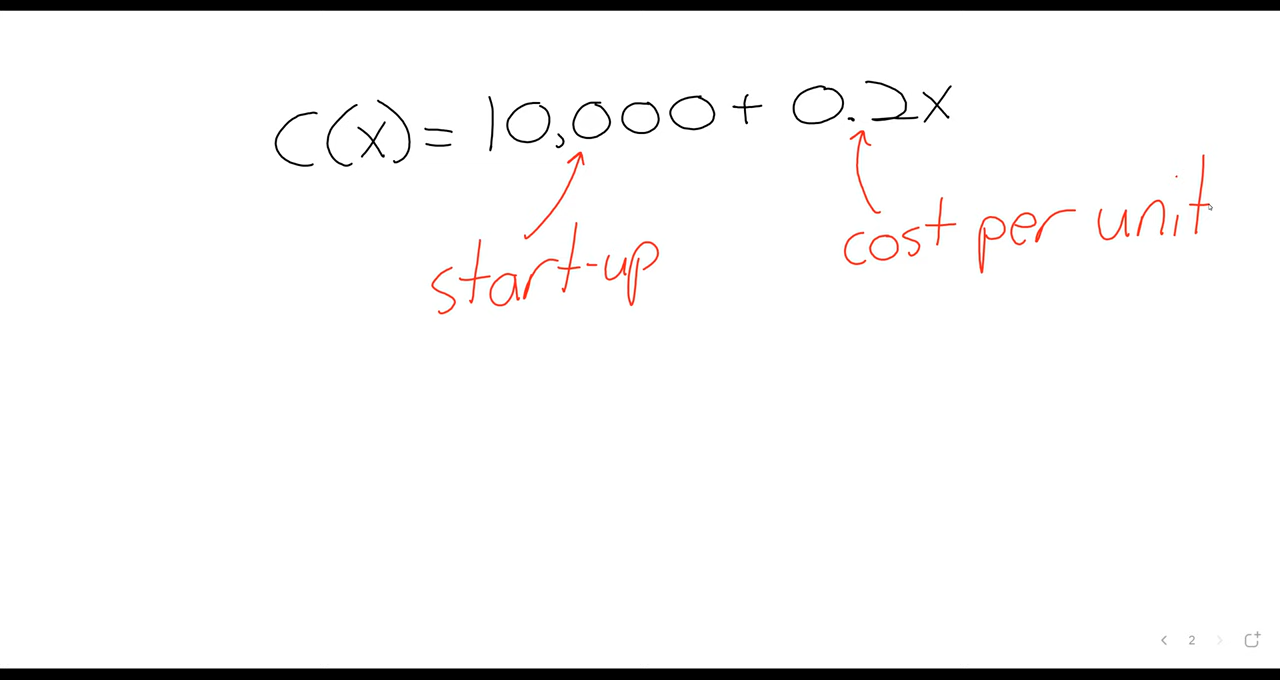 C(x) = 10,000 + 0.2x
start-up
cost per unit
2